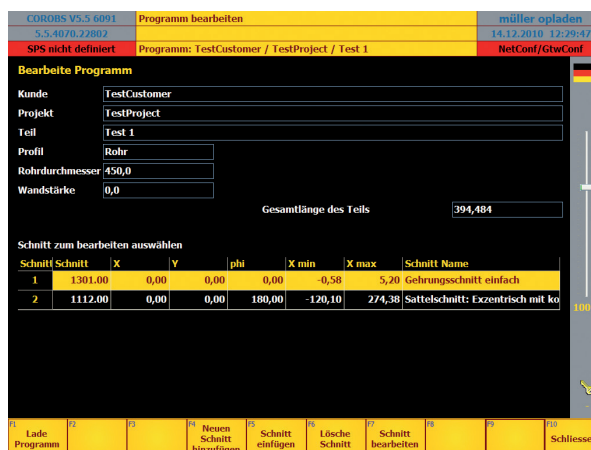 COROBS V5.5 6091 Programm bearbeiten müller opladen
5.5.4070.22802 14.12.2010 12:29:47
SPS nicht definiert Programm: TestCustomer / TestProject / Test 1 NetConf/GtwConf
Bearbeite Programm
Kunde TestCustomer
Projekt TestProject
Teil Test 1
Profil Rohr
Rohrdurchmesser 450,0
Wandstärke 0,0
Gesamtlänge des Teils 394,484
Schnitt zum bearbeiten auswählen
Schnitt Schnitt X Y phi X min X max Schnitt Name
1 1301.00 0,00 0,00 0,00 -0,58 5,20 Gehrungsschnitt einfach
2 1112.00 0,00 0,00 180,00 -120,10 274,38 Sattelschnitt: Exzentrisch mit ko
100
F1 Lade Programm
F2
F3
F4 Neuen Schnitt hinzufügen
F5 Schnitt einfügen
F6 Lösche Schnitt
F7 Schnitt bearbeiten
F8
F9
F10 Schliesse